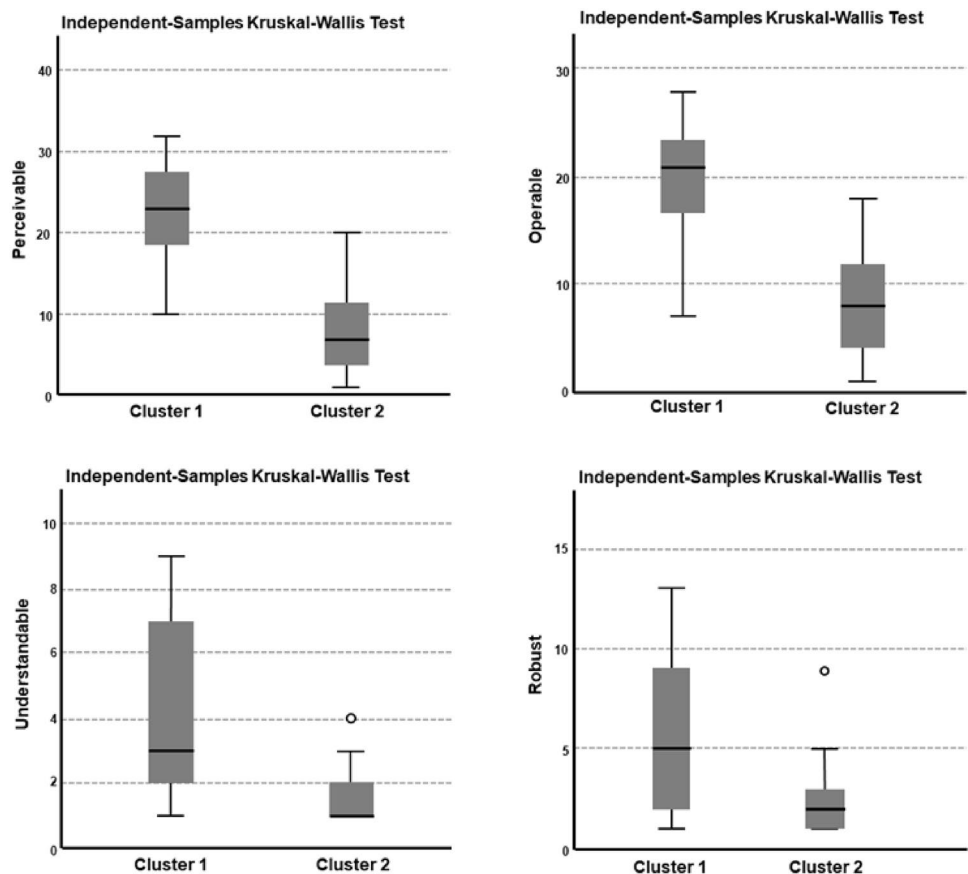 Independent-Samples Kruskal-Wallis Test
40
30
20
10
0
Perceivable
Cluster 1 Cluster 2
Independent-Samples Kruskal-Wallis Test
30
20
10
0
Operable
Cluster 1 Cluster 2
Independent-Samples Kruskal-Wallis Test
10
8
6
4
2
0
Understandable
Cluster 1 Cluster 2
Independent-Samples Kruskal-Wallis Test
15
10
5
0
Robust
Cluster 1 Cluster 2